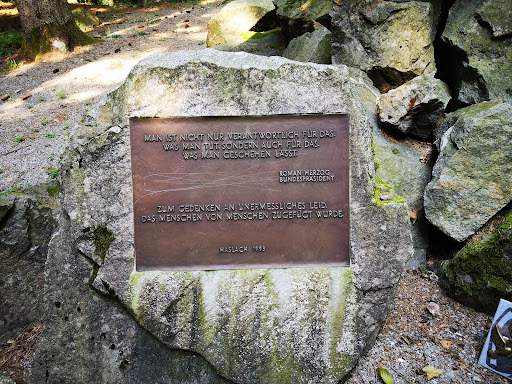 MAN IST NICHT NUR VERANTWORTLICH FÜR DAS,
WAS MAN TUT, SONDERN AUCH FÜR DAS,
WAS MAN GESCHEHEN LÄSST.
ROMAN HERZOG
BUNDESPRÄSIDENT
ZUM GEDENKEN AN UNERMESSLICHES LEID,
DAS MENSCHEN VON MENSCHEN ZUGEFÜGT WURDE.
HASLACH 1998